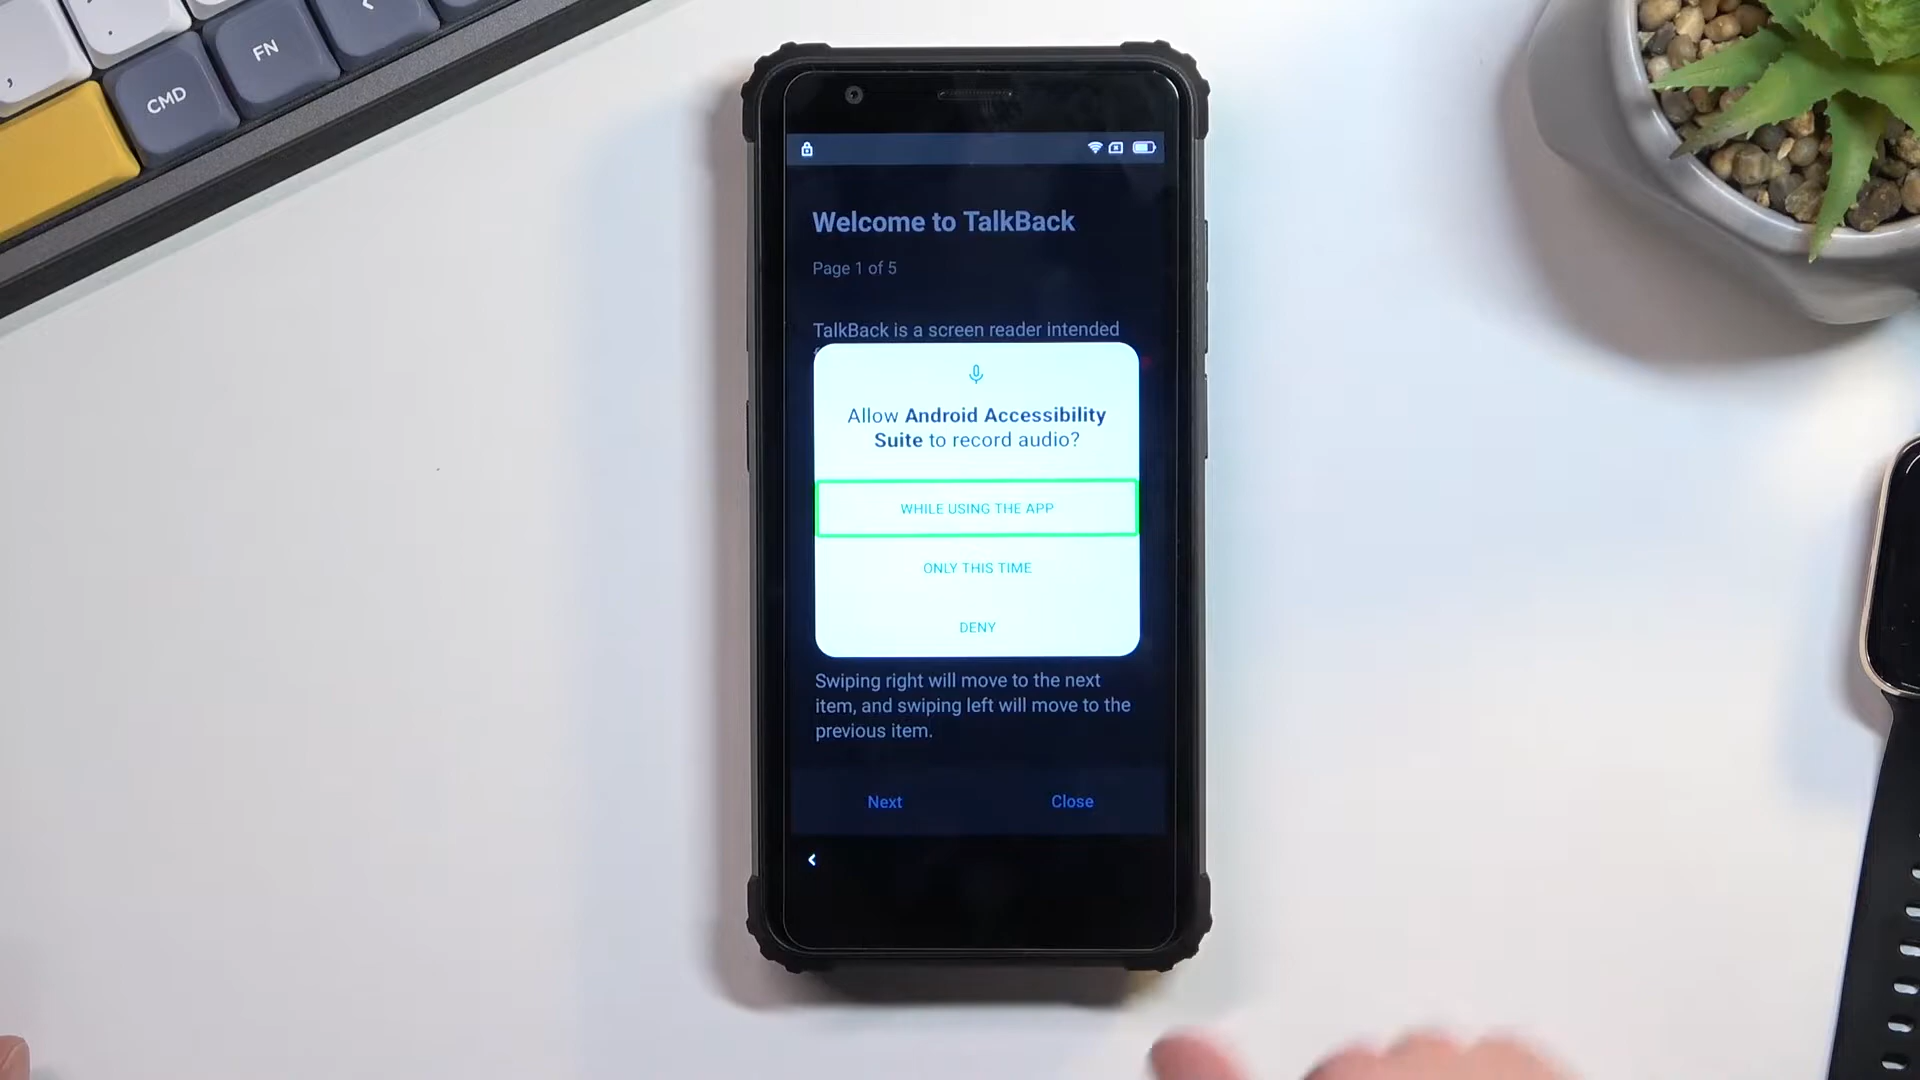 CMD
FN
Welcome to TalkBack
Page 1 of 5
TalkBack is a screen reader intended
Allow Android Accessibility
Suite to record audio?
WHILE USING THE APP
ONLY THIS TIME
DENY
Swiping right will move to the next
item, and swiping left will move to the
previous item.
Next
Close